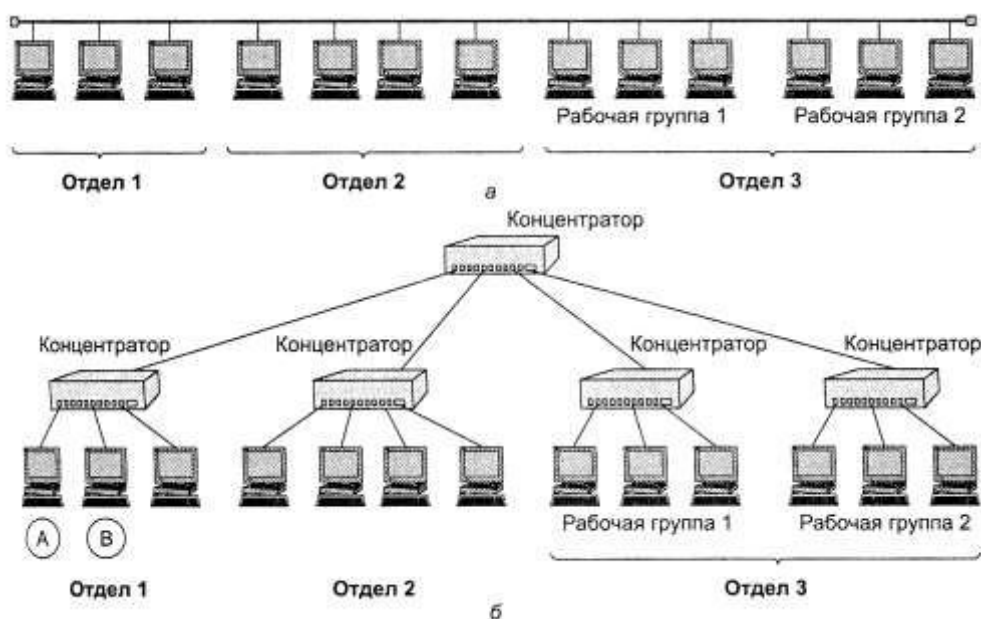 Рабочая группа 1 Рабочая группа 2
Отдел 1 Отдел 2 Отдел 3
а
Концентратор
Концентратор Концентратор Концентратор Концентратор
А В
Рабочая группа 1 Рабочая группа 2
Отдел 1 Отдел 2 Отдел 3
б